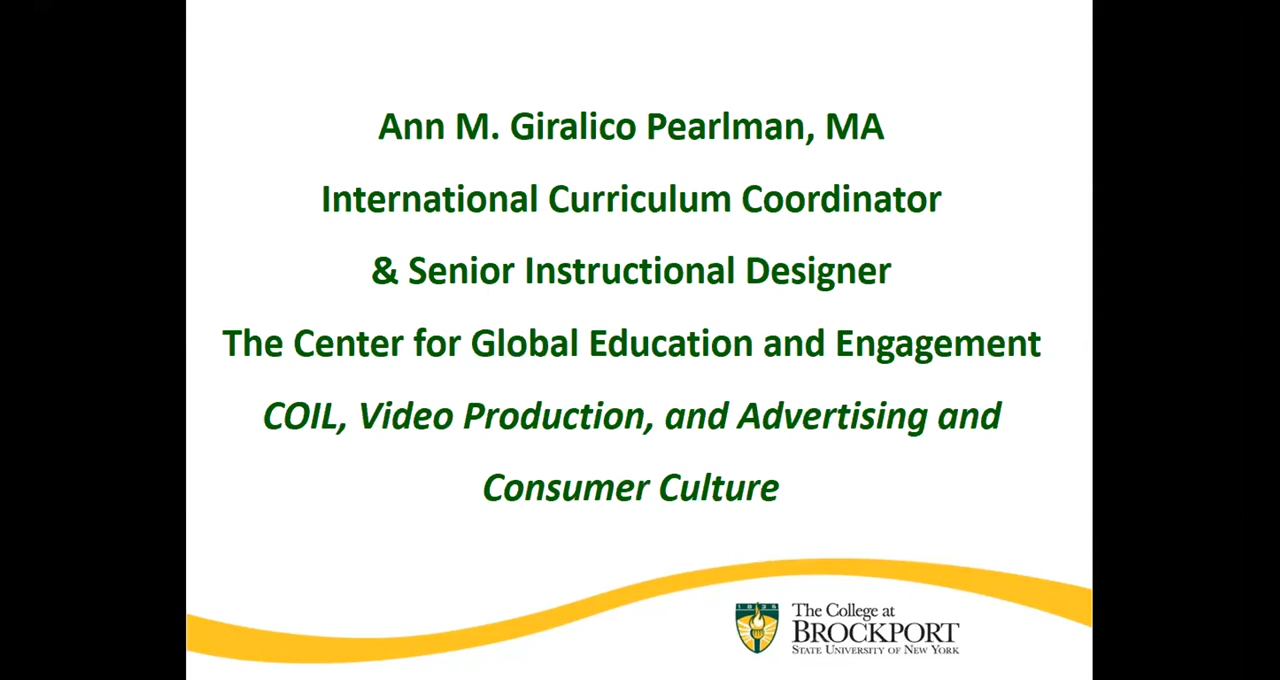 Ann M. Giralico Pearlman, MA
International Curriculum Coordinator
& Senior Instructional Designer
The Center for Global Education and Engagement
COIL, Video Production, and Advertising and
Consumer Culture
1835
The College at
BROCKPORT
STATE UNIVERSITY OF NEW YORK